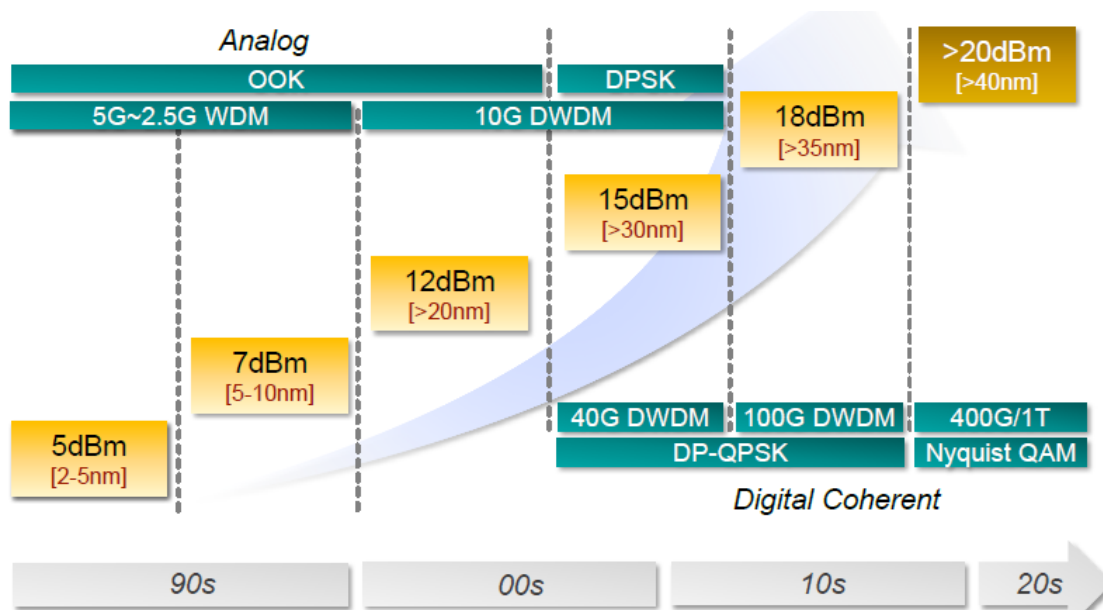 Analog
OOK
DPSK
5G~2.5G WDM
10G DWDM
>20dBm
[>40nm]
18dBm
[>35nm]
15dBm
[>30nm]
12dBm
[>20nm]
7dBm
[5-10nm]
5dBm
[2-5nm]
40G DWDM
100G DWDM
400G/1T
DP-QPSK
Nyquist QAM
Digital Coherent
90s
00s
10s
20s